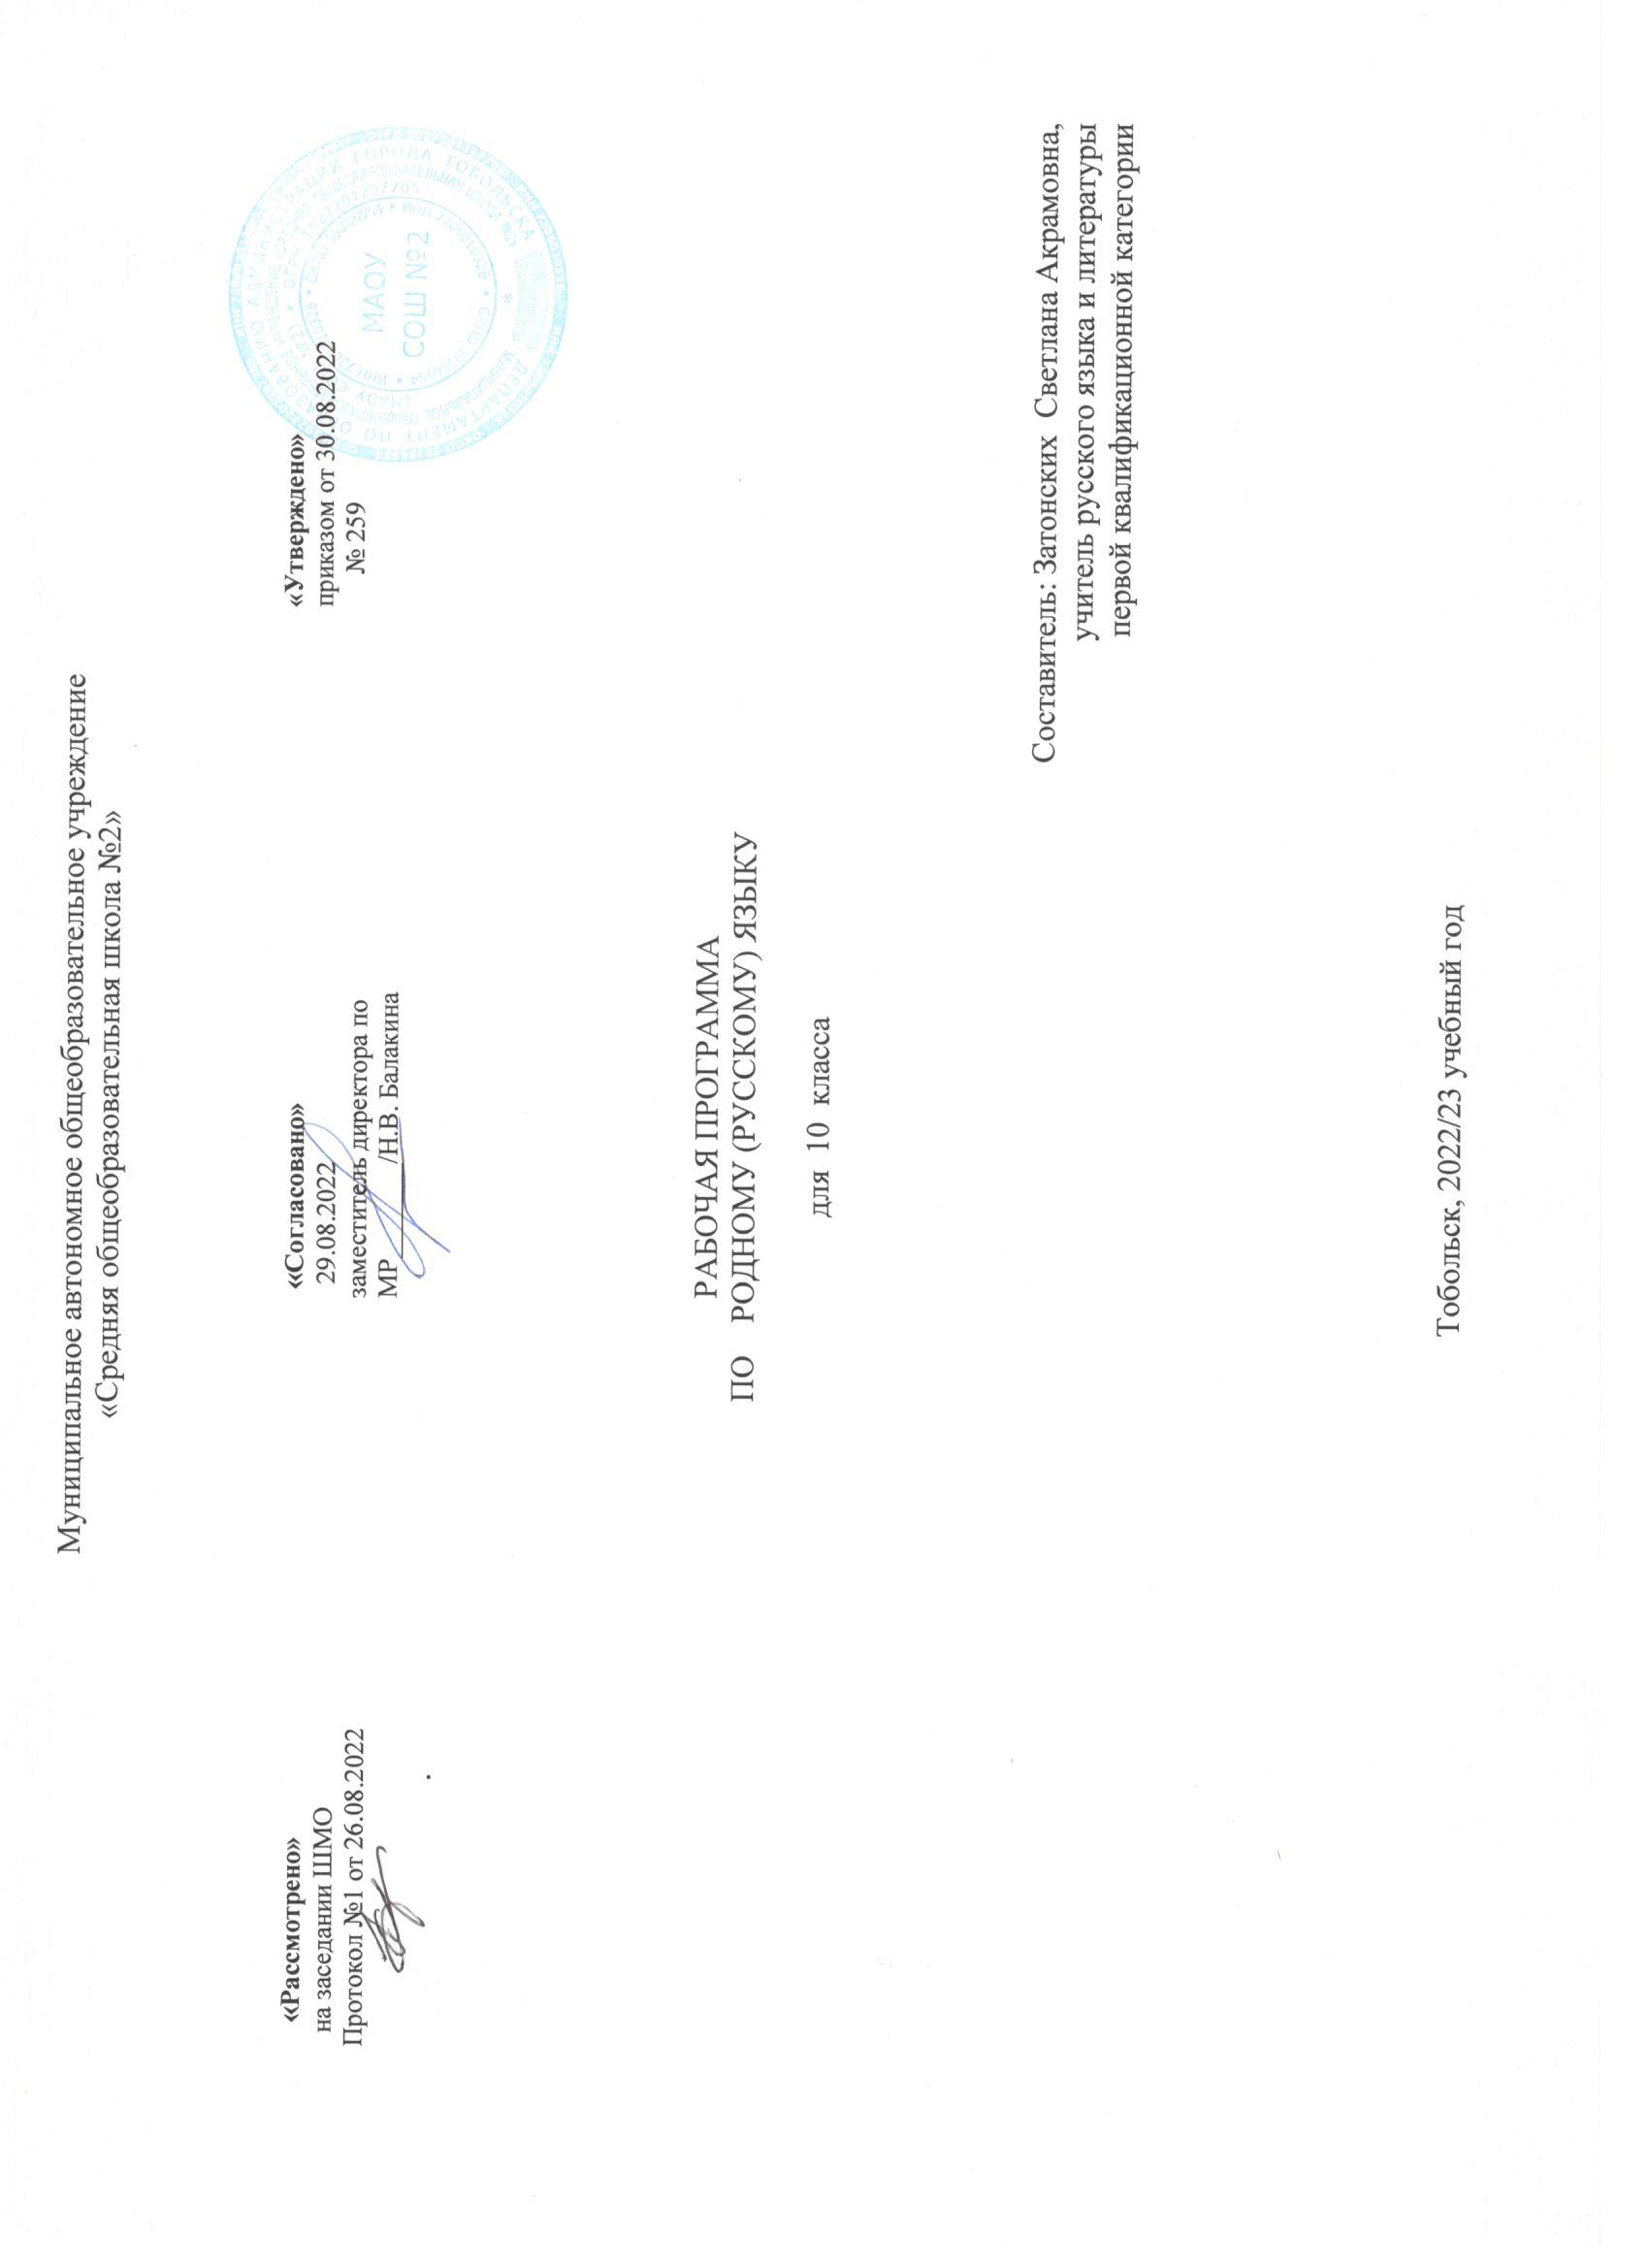 Муниципальное автономное общеобразовательное учреждение
«Средняя общеобразовательная школа №2»
«Рассмотрено»
на заседании ШМО
Протокол №1 от 26.08.2022
«Согласовано»
29.08.2022
заместитель директора по
МР ______/Н.В. Балакина
«Утверждено»
приказом от 30.08.2022
№ 259
МАОУ
СОШ №2
РАБОЧАЯ ПРОГРАММА
ПО РОДНОМУ (РУССКОМУ) ЯЗЫКУ
для 10 класса
Составитель: Затонских Светлана Акрамовна,
учитель русского языка и литературы
первой квалификационной категории
Тобольск, 2022/23 учебный год